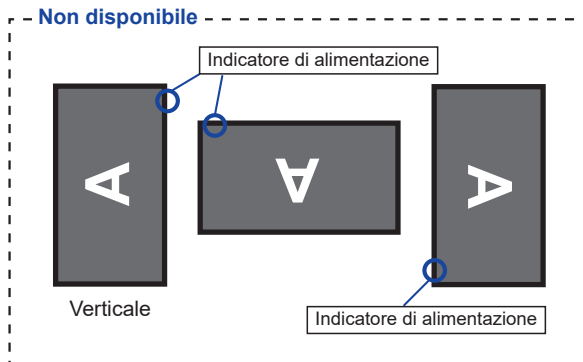 Non disponibile
Indicatore di alimentazione
A
A
A
Verticale
Indicatore di alimentazione